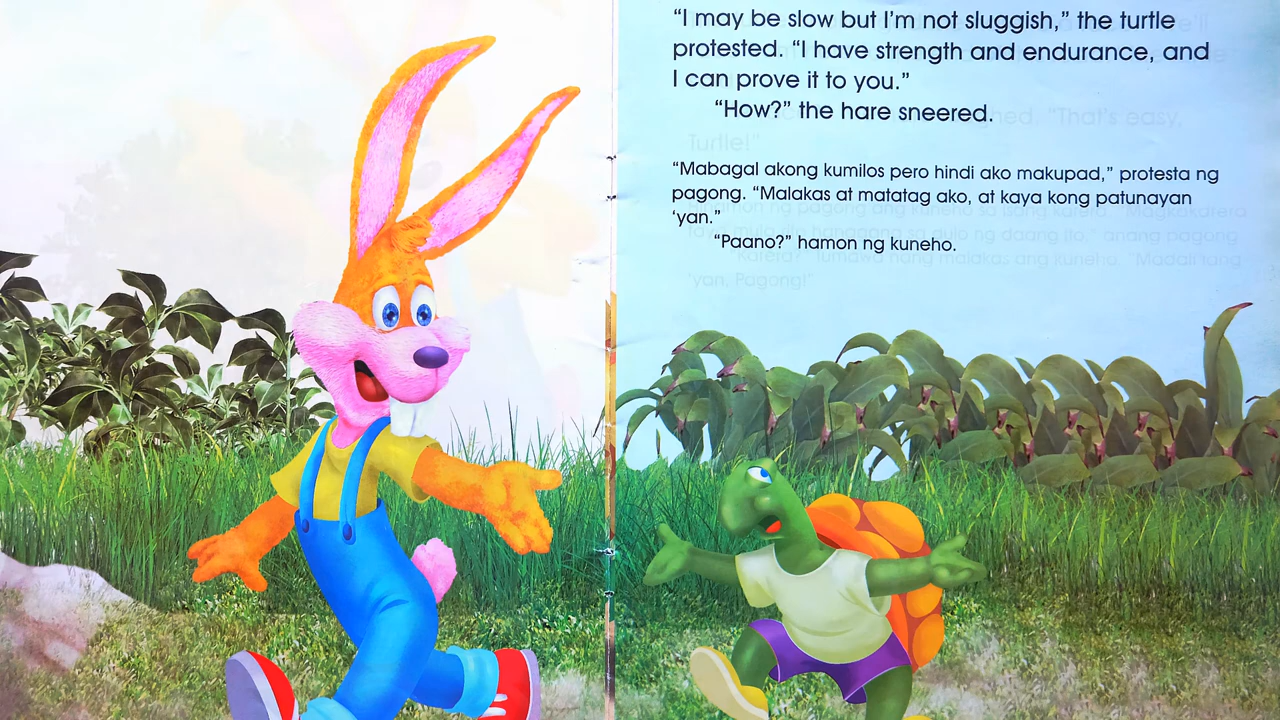 “I may be slow but I’m not sluggish,” the turtle
protested. “I have strength and endurance, and
I can prove it to you.”
“How?” the hare sneered.
“Mabagal akong kumilos pero hindi ako makupad,” protesta ng
pagong. “Malakas at matatag ako, at kaya kong patunayan
‘yan.”
“Paano?” hamon ng kuneho.